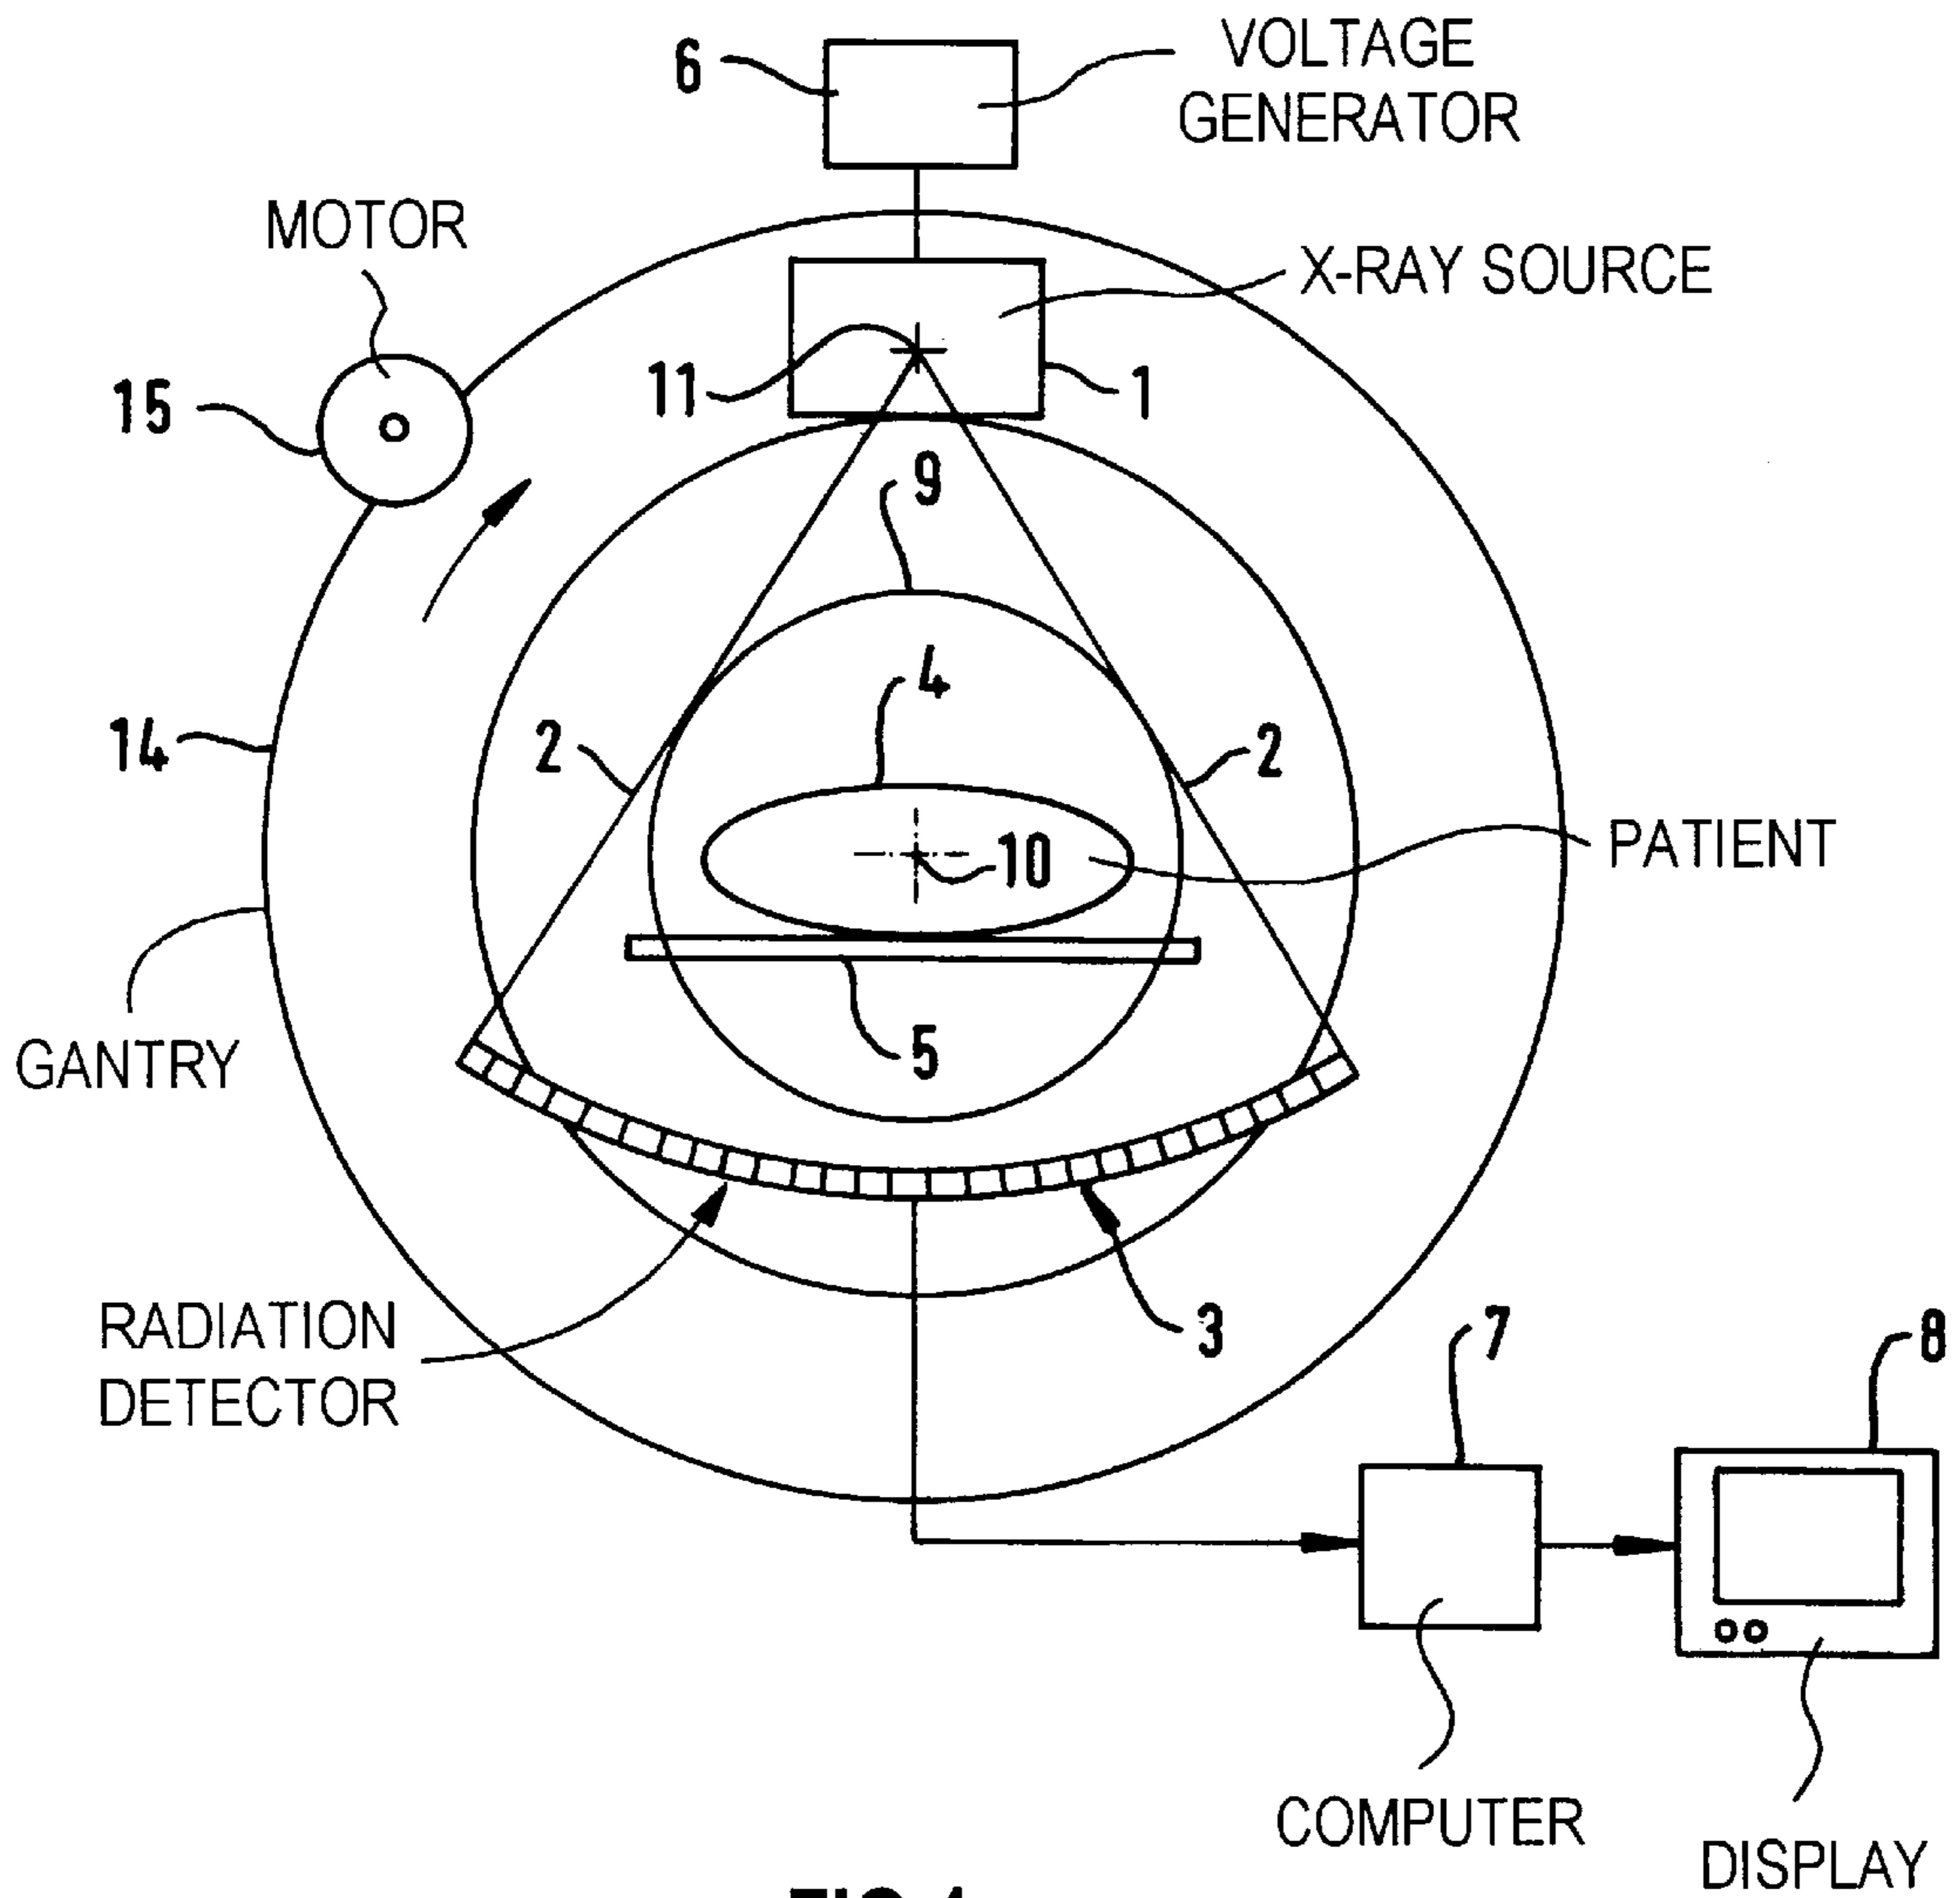 6
VOLTAGE
GENERATOR
MOTOR
X-RAY SOURCE
15
11
1
9
4
14
2
2
10
PATIENT
5
GANTRY
RADIATION
DETECTOR
3
7
8
COMPUTER
DISPLAY